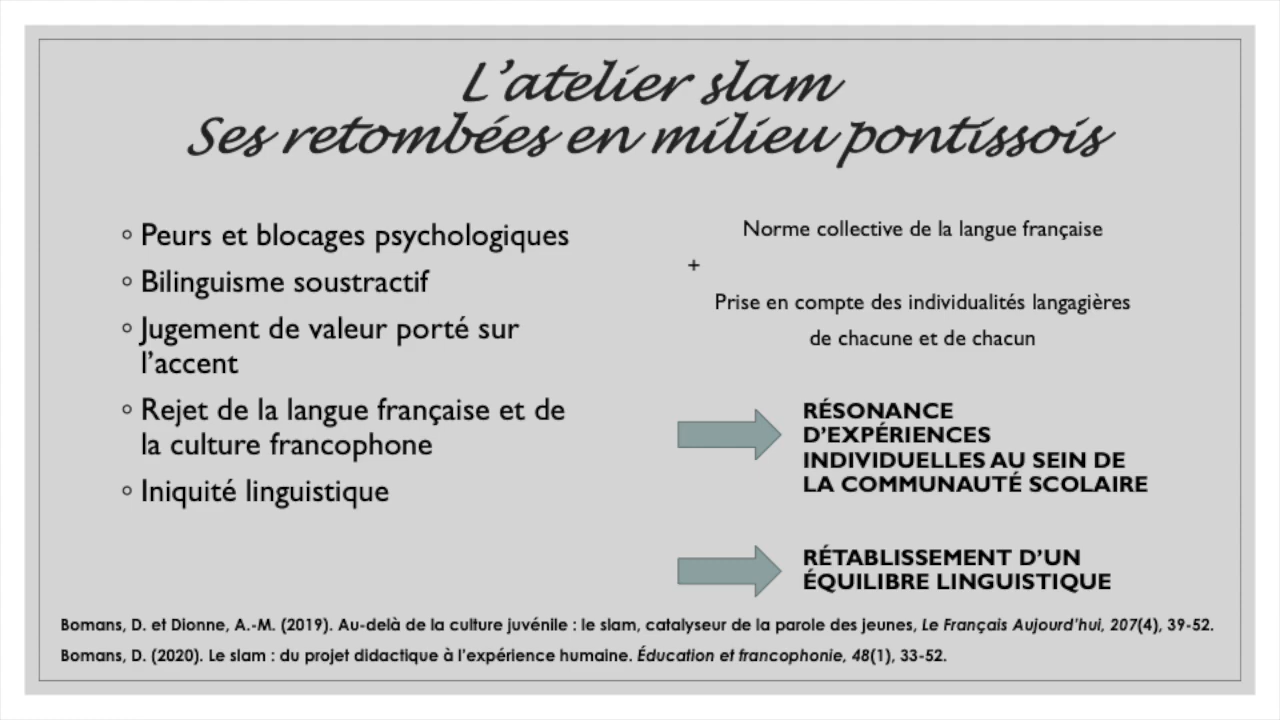 L'atelier slam
Ses retombées en milieu pontissois
◦ Peurs et blocages psychologiques
◦ Bilinguisme soustractif
◦ Jugement de valeur porté sur
l'accent
◦ Rejet de la langue française et de
la culture francophone
◦ Iniquité linguistique
Norme collective de la langue française
+
Prise en compte des individualités langagières
de chacune et de chacun
RÉSONANCE
D'EXPÉRIENCES
INDIVIDUELLES AU SEIN DE
LA COMMUNAUTÉ SCOLAIRE
RÉTABLISSEMENT D'UN
ÉQUILIBRE LINGUISTIQUE
Bomans, D. et Dionne, A.-M. (2019). Au-delà de la culture juvénile : le slam, catalyseur de la parole des jeunes, Le Français Aujourd'hui, 207(4), 39-52.
Bomans, D. (2020). Le slam : du projet didactique à l'expérience humaine. Éducation et francophonie, 48(1), 33-52.